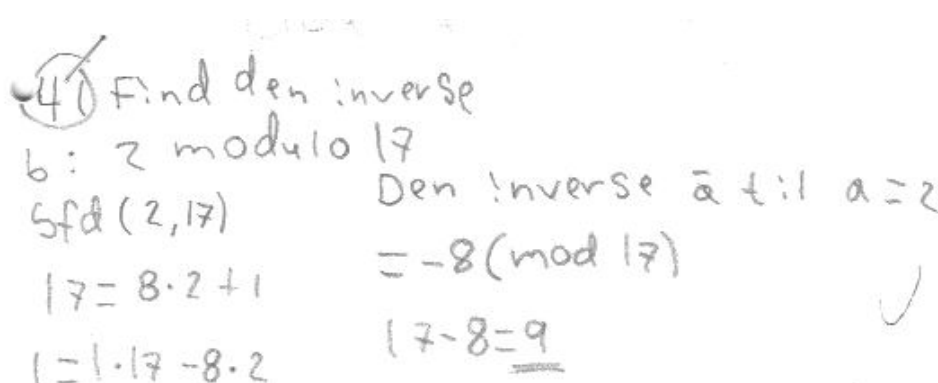 41 Find den inverse
b: 2 modulo 17
Sfd (2,17)
17 = 8·2 + 1
1 = 1·17 - 8·2
Den inverse ā til a = 2
= -8 (mod 17)
17-8=9